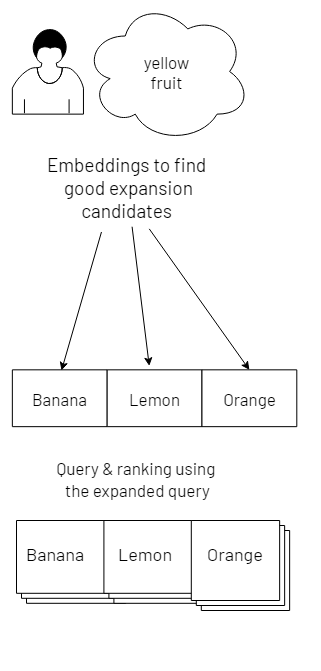 yellow
fruit
Embeddings to find
good expansion
candidates
Banana Lemon Orange
Query & ranking using
the expanded query
Banana Lemon Orange